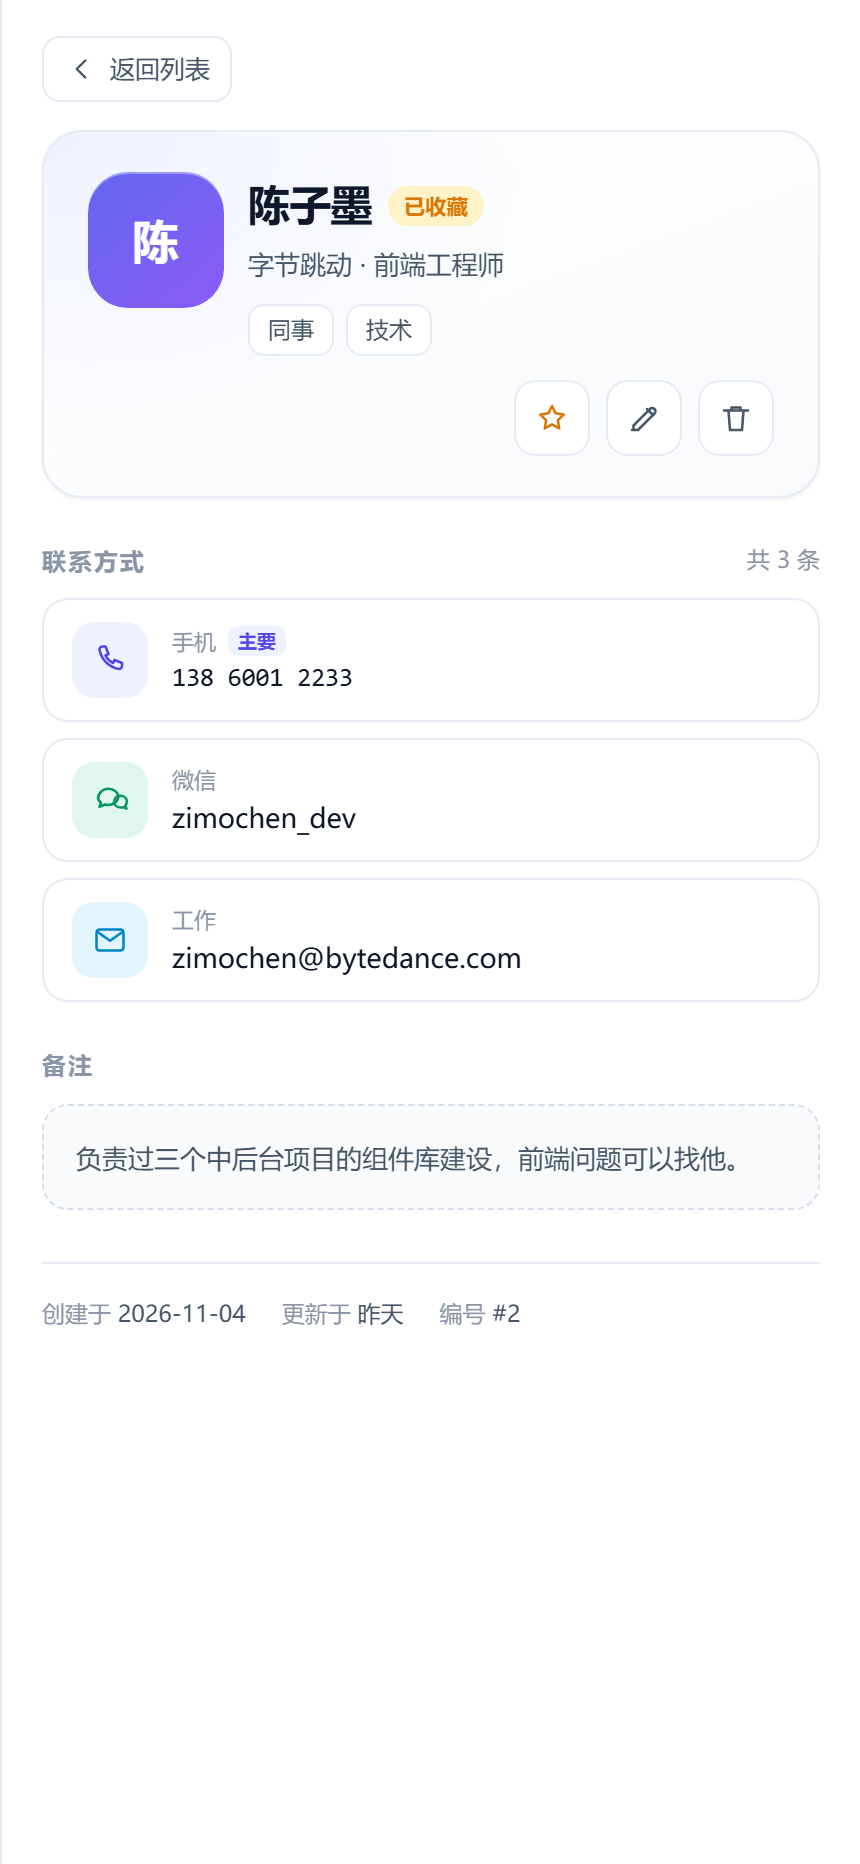 返回列表
陈
陈子墨 已收藏
字节跳动 · 前端工程师
同事 技术
联系方式 共 3 条
手机 主要
138 6001 2233
微信
zimochen_dev
工作
zimochen@bytedance.com
备注
负责过三个中后台项目的组件库建设，前端问题可以找他。
创建于 2026-11-04 更新于 昨天 编号 #2